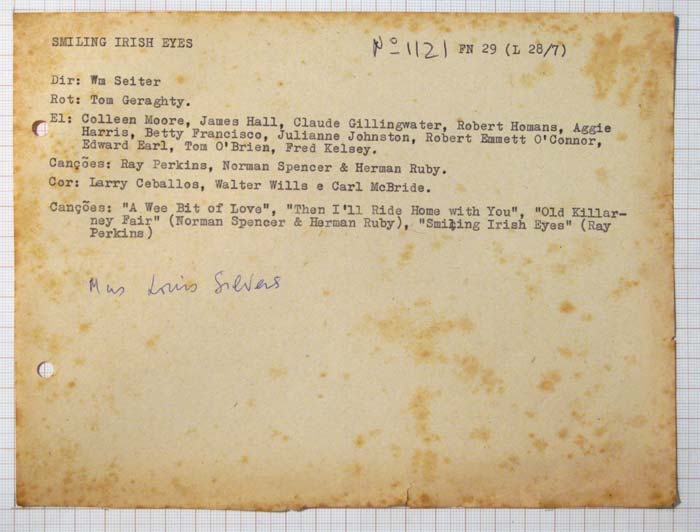 SMILING IRISH EYES Nº 1121 FN 29 (L 28/7)
Dir: Wm Seiter
Rot: Tom Geraghty.
El: Colleen Moore, James Hall, Claude Gillingwater, Robert Homans, Aggie
Harris, Betty Francisco, Julianne Johnston, Robert Emmett O'Connor,
Edward Earl, Tom O'Brien, Fred Kelsey.
Canções: Ray Perkins, Norman Spencer & Herman Ruby.
Cor: Larry Ceballos, Walter Wills e Carl McBride.
Canções: "A Wee Bit of Love", "Then I'll Ride Home with You", "Old Killar-
ney Fair" (Norman Spencer & Herman Ruby), "Smiling Irish Eyes" (Ray
Perkins)
Mus Louis Silvers